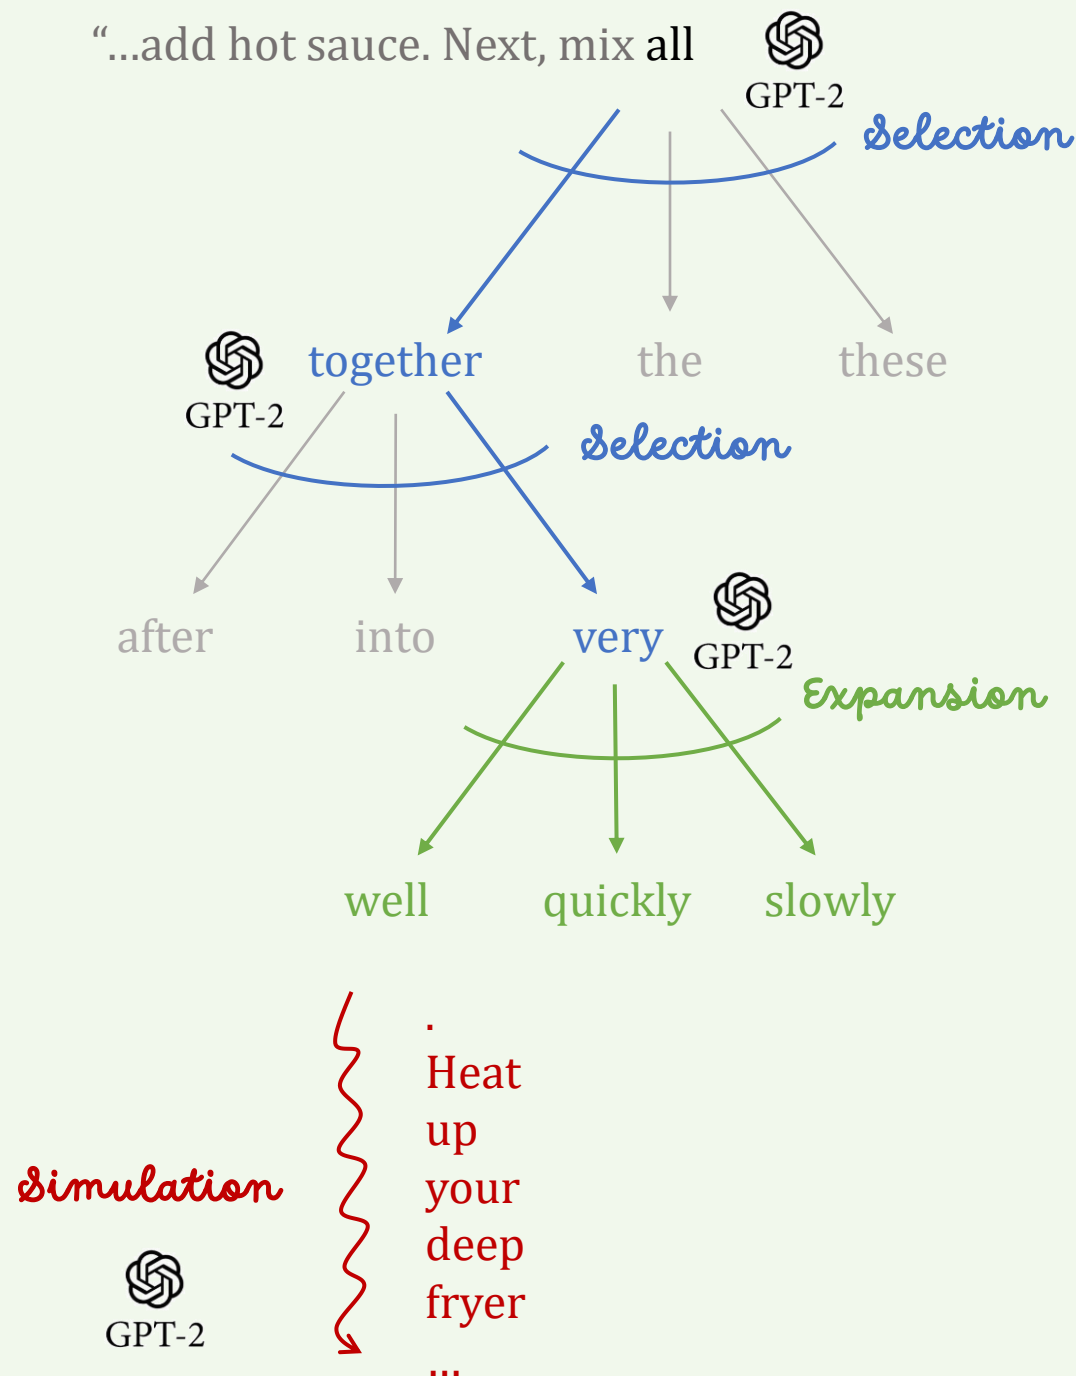 “...add hot sauce. Next, mix all
GPT-2
Selection
together
the
these
GPT-2
Selection
after
into
very
GPT-2
Expansion
well
quickly
slowly
.
Heat
up
your
Simulation
deep
fryer
GPT-2
...